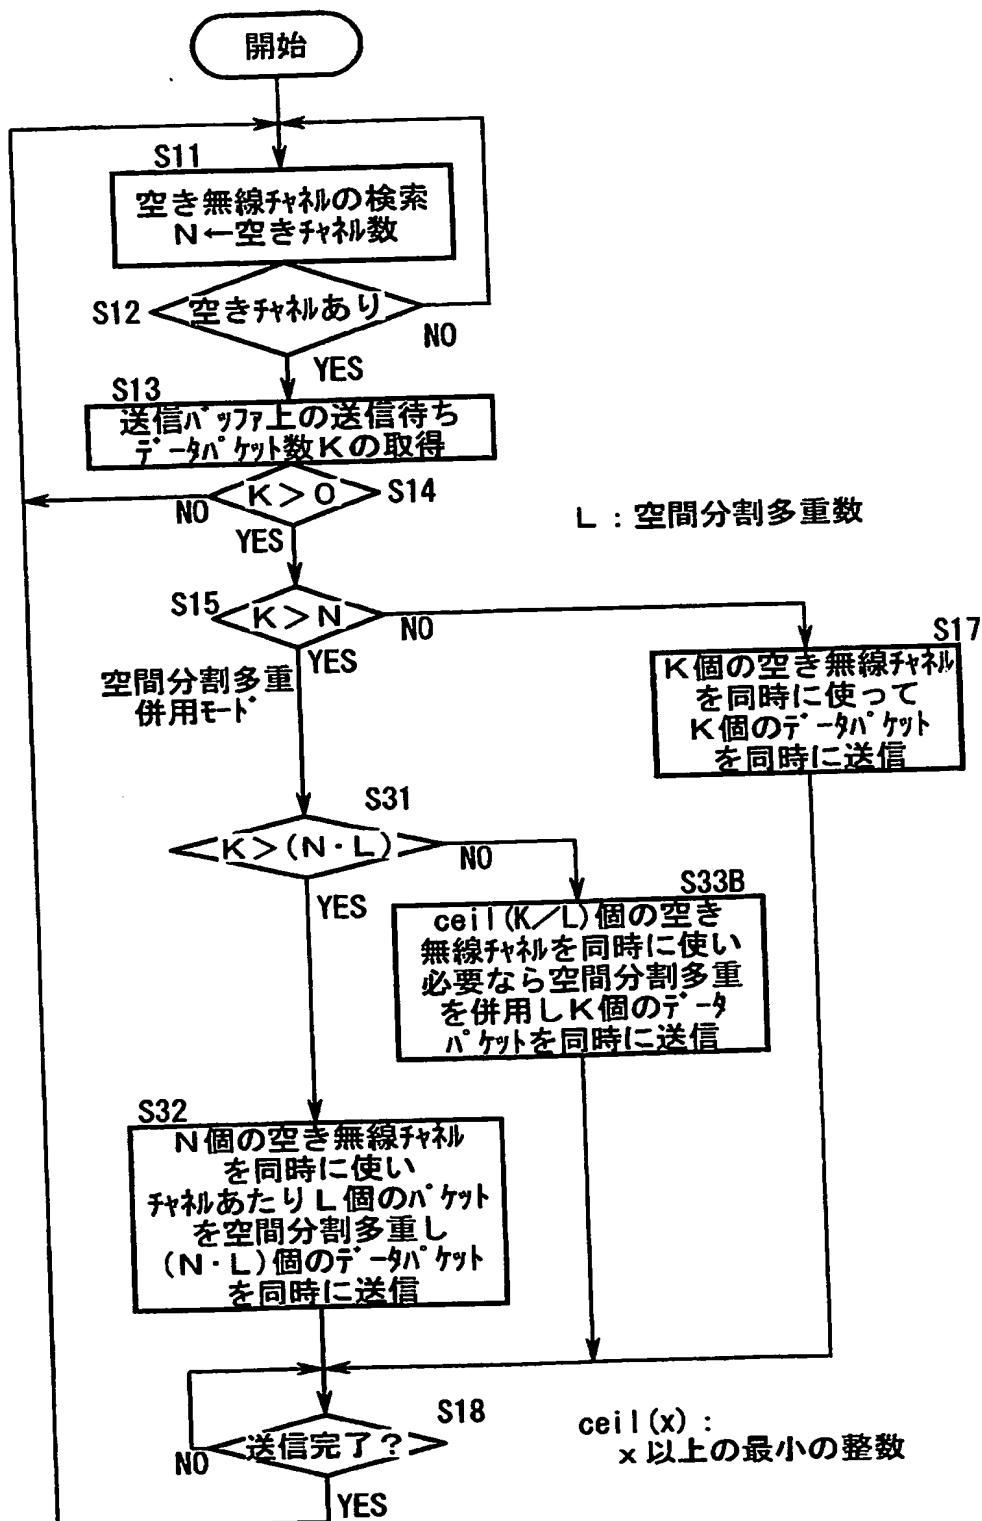 開始
S11
空き無線ﾁｬﾈﾙの検索
N←空きﾁｬﾈﾙ数
S12
空きﾁｬﾈﾙあり
NO
YES
S13
送信ﾊﾞｯﾌｧ上の送信待ち
ﾃﾞｰﾀﾊﾟｹｯﾄ数Kの取得
K>0
S14
NO
YES
L：空間分割多重数
S15
K>N
NO
YES
空間分割多重
併用ﾓｰﾄﾞ
S17
K個の空き無線ﾁｬﾈﾙ
を同時に使って
K個のﾃﾞｰﾀﾊﾟｹｯﾄ
を同時に送信
S31
K>(N·L)
NO
YES
S33B
ceil(K／L)個の空き
無線ﾁｬﾈﾙを同時に使い
必要なら空間分割多重
を併用しK個のﾃﾞｰﾀ
ﾊﾟｹｯﾄを同時に送信
S32
N個の空き無線ﾁｬﾈﾙ
を同時に使い
ﾁｬﾈﾙあたりL個のﾊﾟｹｯﾄ
を空間分割多重し
(N·L)個のﾃﾞｰﾀﾊﾟｹｯﾄ
を同時に送信
S18
送信完了？
NO
YES
ceil(x)：
x以上の最小の整数